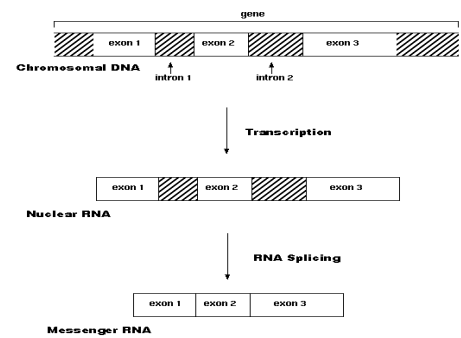 gene
exon 1 exon 2 exon 3
Chromosomal DNA
intron 1 intron 2
Transcription
exon 1 exon 2 exon 3
Nuclear RNA
RNA Splicing
exon 1 exon 2 exon 3
Messenger RNA